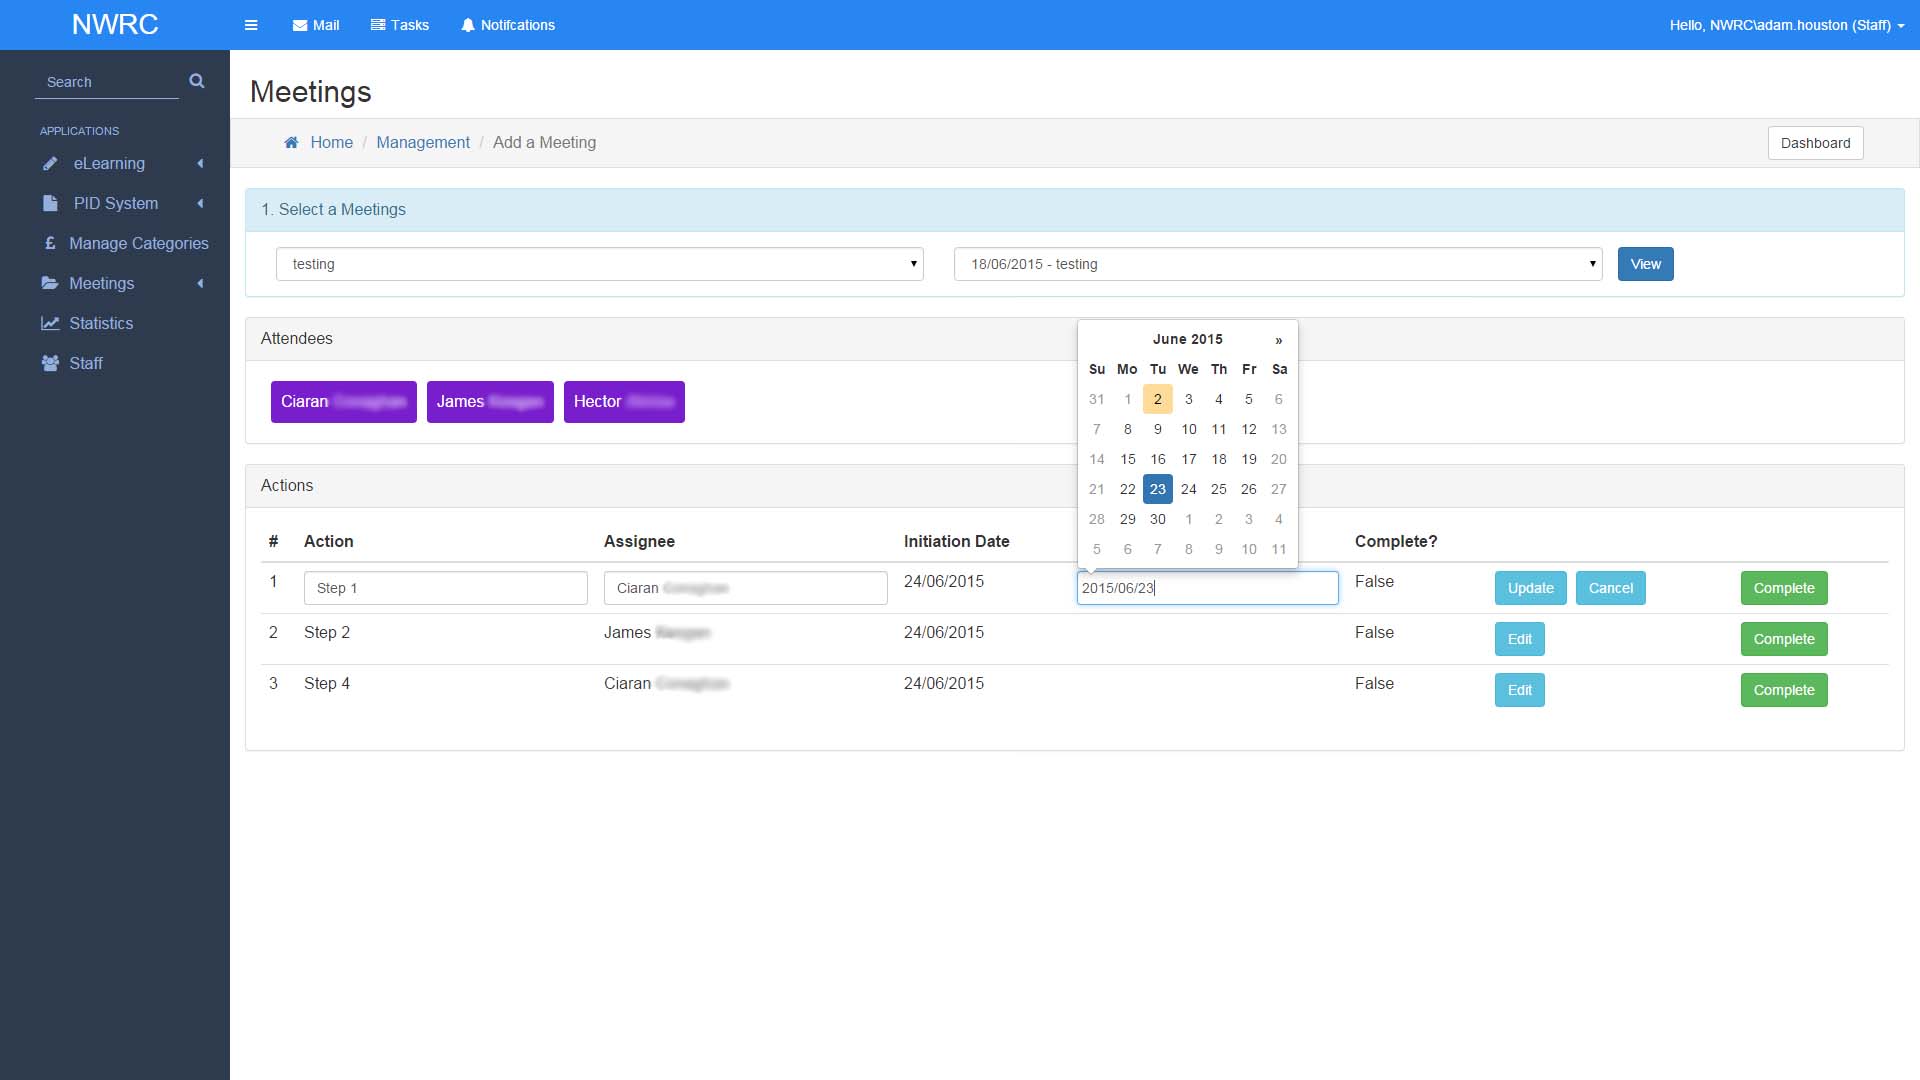 NWRC
Mail Tasks Notifcations
Hello, NWRC\adam.houston (Staff)
Search
APPLICATIONS
eLearning
PID System
£ Manage Categories
Meetings
Statistics
Staff
Meetings
Home / Management / Add a Meeting
Dashboard
1. Select a Meetings
testing
18/06/2015 - testing
View
Attendees
Ciaran
James
Hector
June 2015 »
Su Mo Tu We Th Fr Sa
31 1 2 3 4 5 6
7 8 9 10 11 12 13
14 15 16 17 18 19 20
21 22 23 24 25 26 27
28 29 30 1 2 3 4
5 6 7 8 9 10 11
Actions
# Action Assignee Initiation Date Complete?
1 Step 1 Ciaran 24/06/2015 2015/06/23 False Update Cancel Complete
2 Step 2 James 24/06/2015 False Edit Complete
3 Step 4 Ciaran 24/06/2015 False Edit Complete